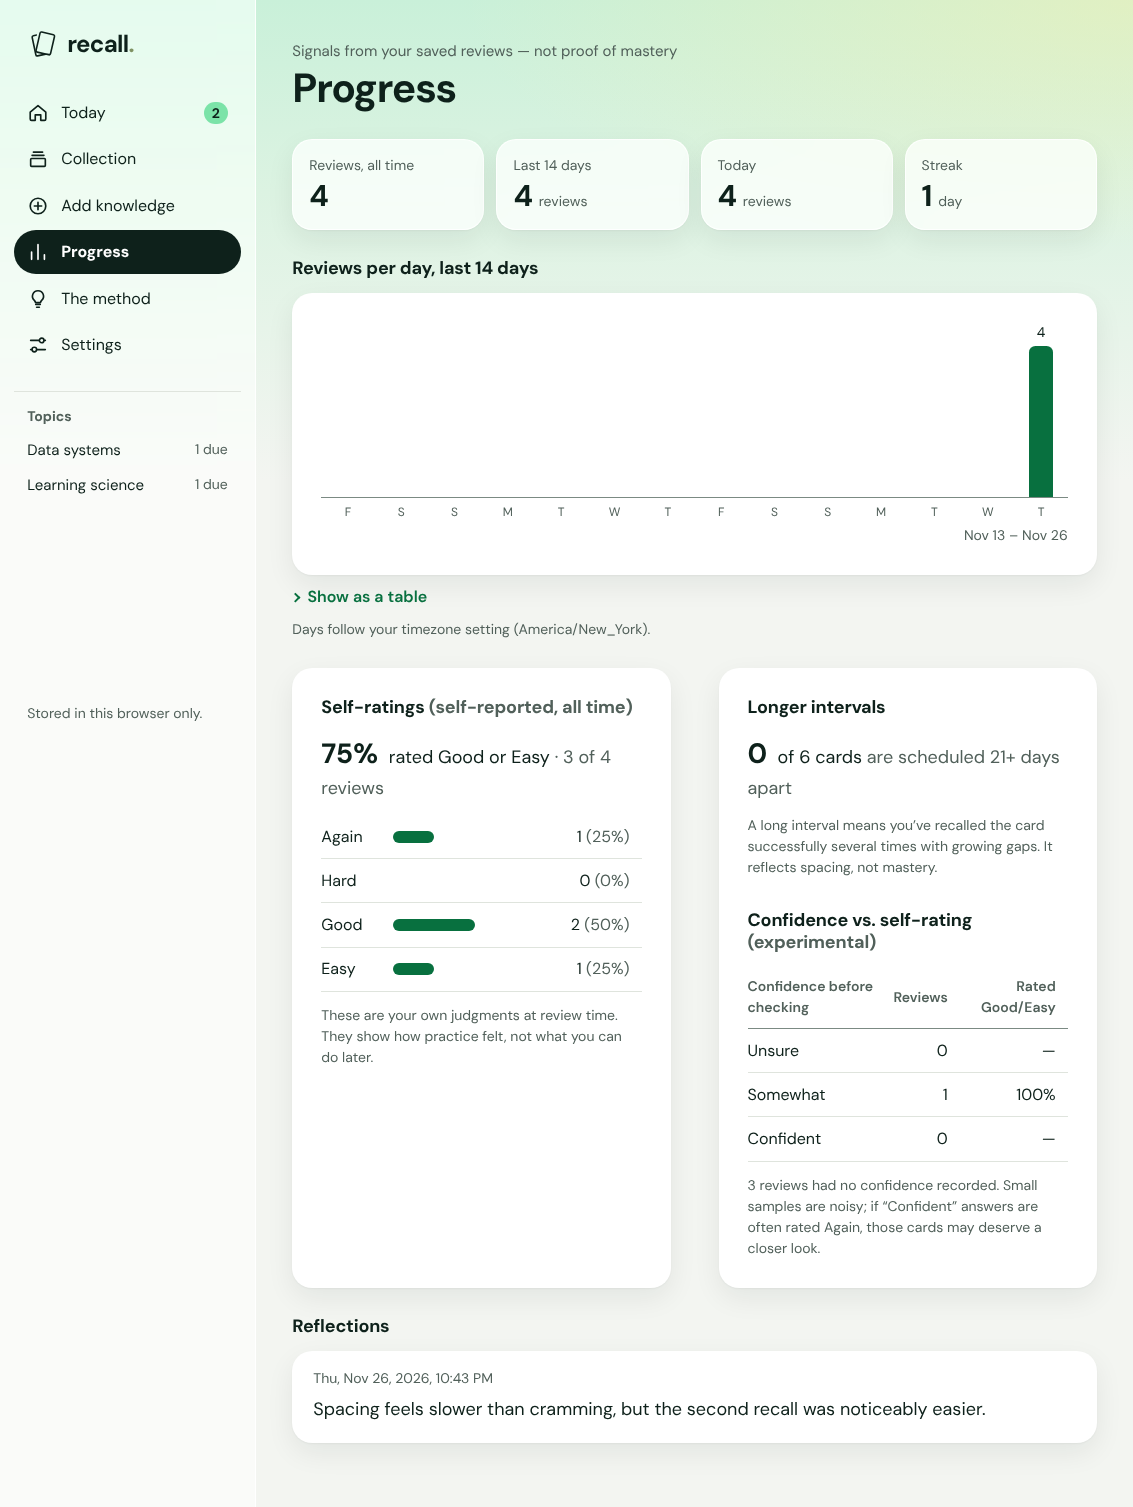 recall.
Today 2
Collection
Add knowledge
Progress
The method
Settings
Topics
Data systems 1 due
Learning science 1 due
Stored in this browser only.
Signals from your saved reviews — not proof of mastery
Progress
Reviews, all time
4
Last 14 days
4 reviews
Today
4 reviews
Streak
1 day
Reviews per day, last 14 days
4
F S S M T W T F S S M T W T
Nov 13 – Nov 26
Show as a table
Days follow your timezone setting (America/New_York).
Self-ratings (self-reported, all time)
75% rated Good or Easy · 3 of 4
reviews
Again 1 (25%)
Hard 0 (0%)
Good 2 (50%)
Easy 1 (25%)
These are your own judgments at review time.
They show how practice felt, not what you can
do later.
Longer intervals
0 of 6 cards are scheduled 21+ days
apart
A long interval means you’ve recalled the card
successfully several times with growing gaps. It
reflects spacing, not mastery.
Confidence vs. self-rating
(experimental)
Confidence before
checking
Reviews
Rated
Good/Easy
Unsure 0 —
Somewhat 1 100%
Confident 0 —
3 reviews had no confidence recorded. Small
samples are noisy; if “Confident” answers are
often rated Again, those cards may deserve a
closer look.
Reflections
Thu, Nov 26, 2026, 10:43 PM
Spacing feels slower than cramming, but the second recall was noticeably easier.